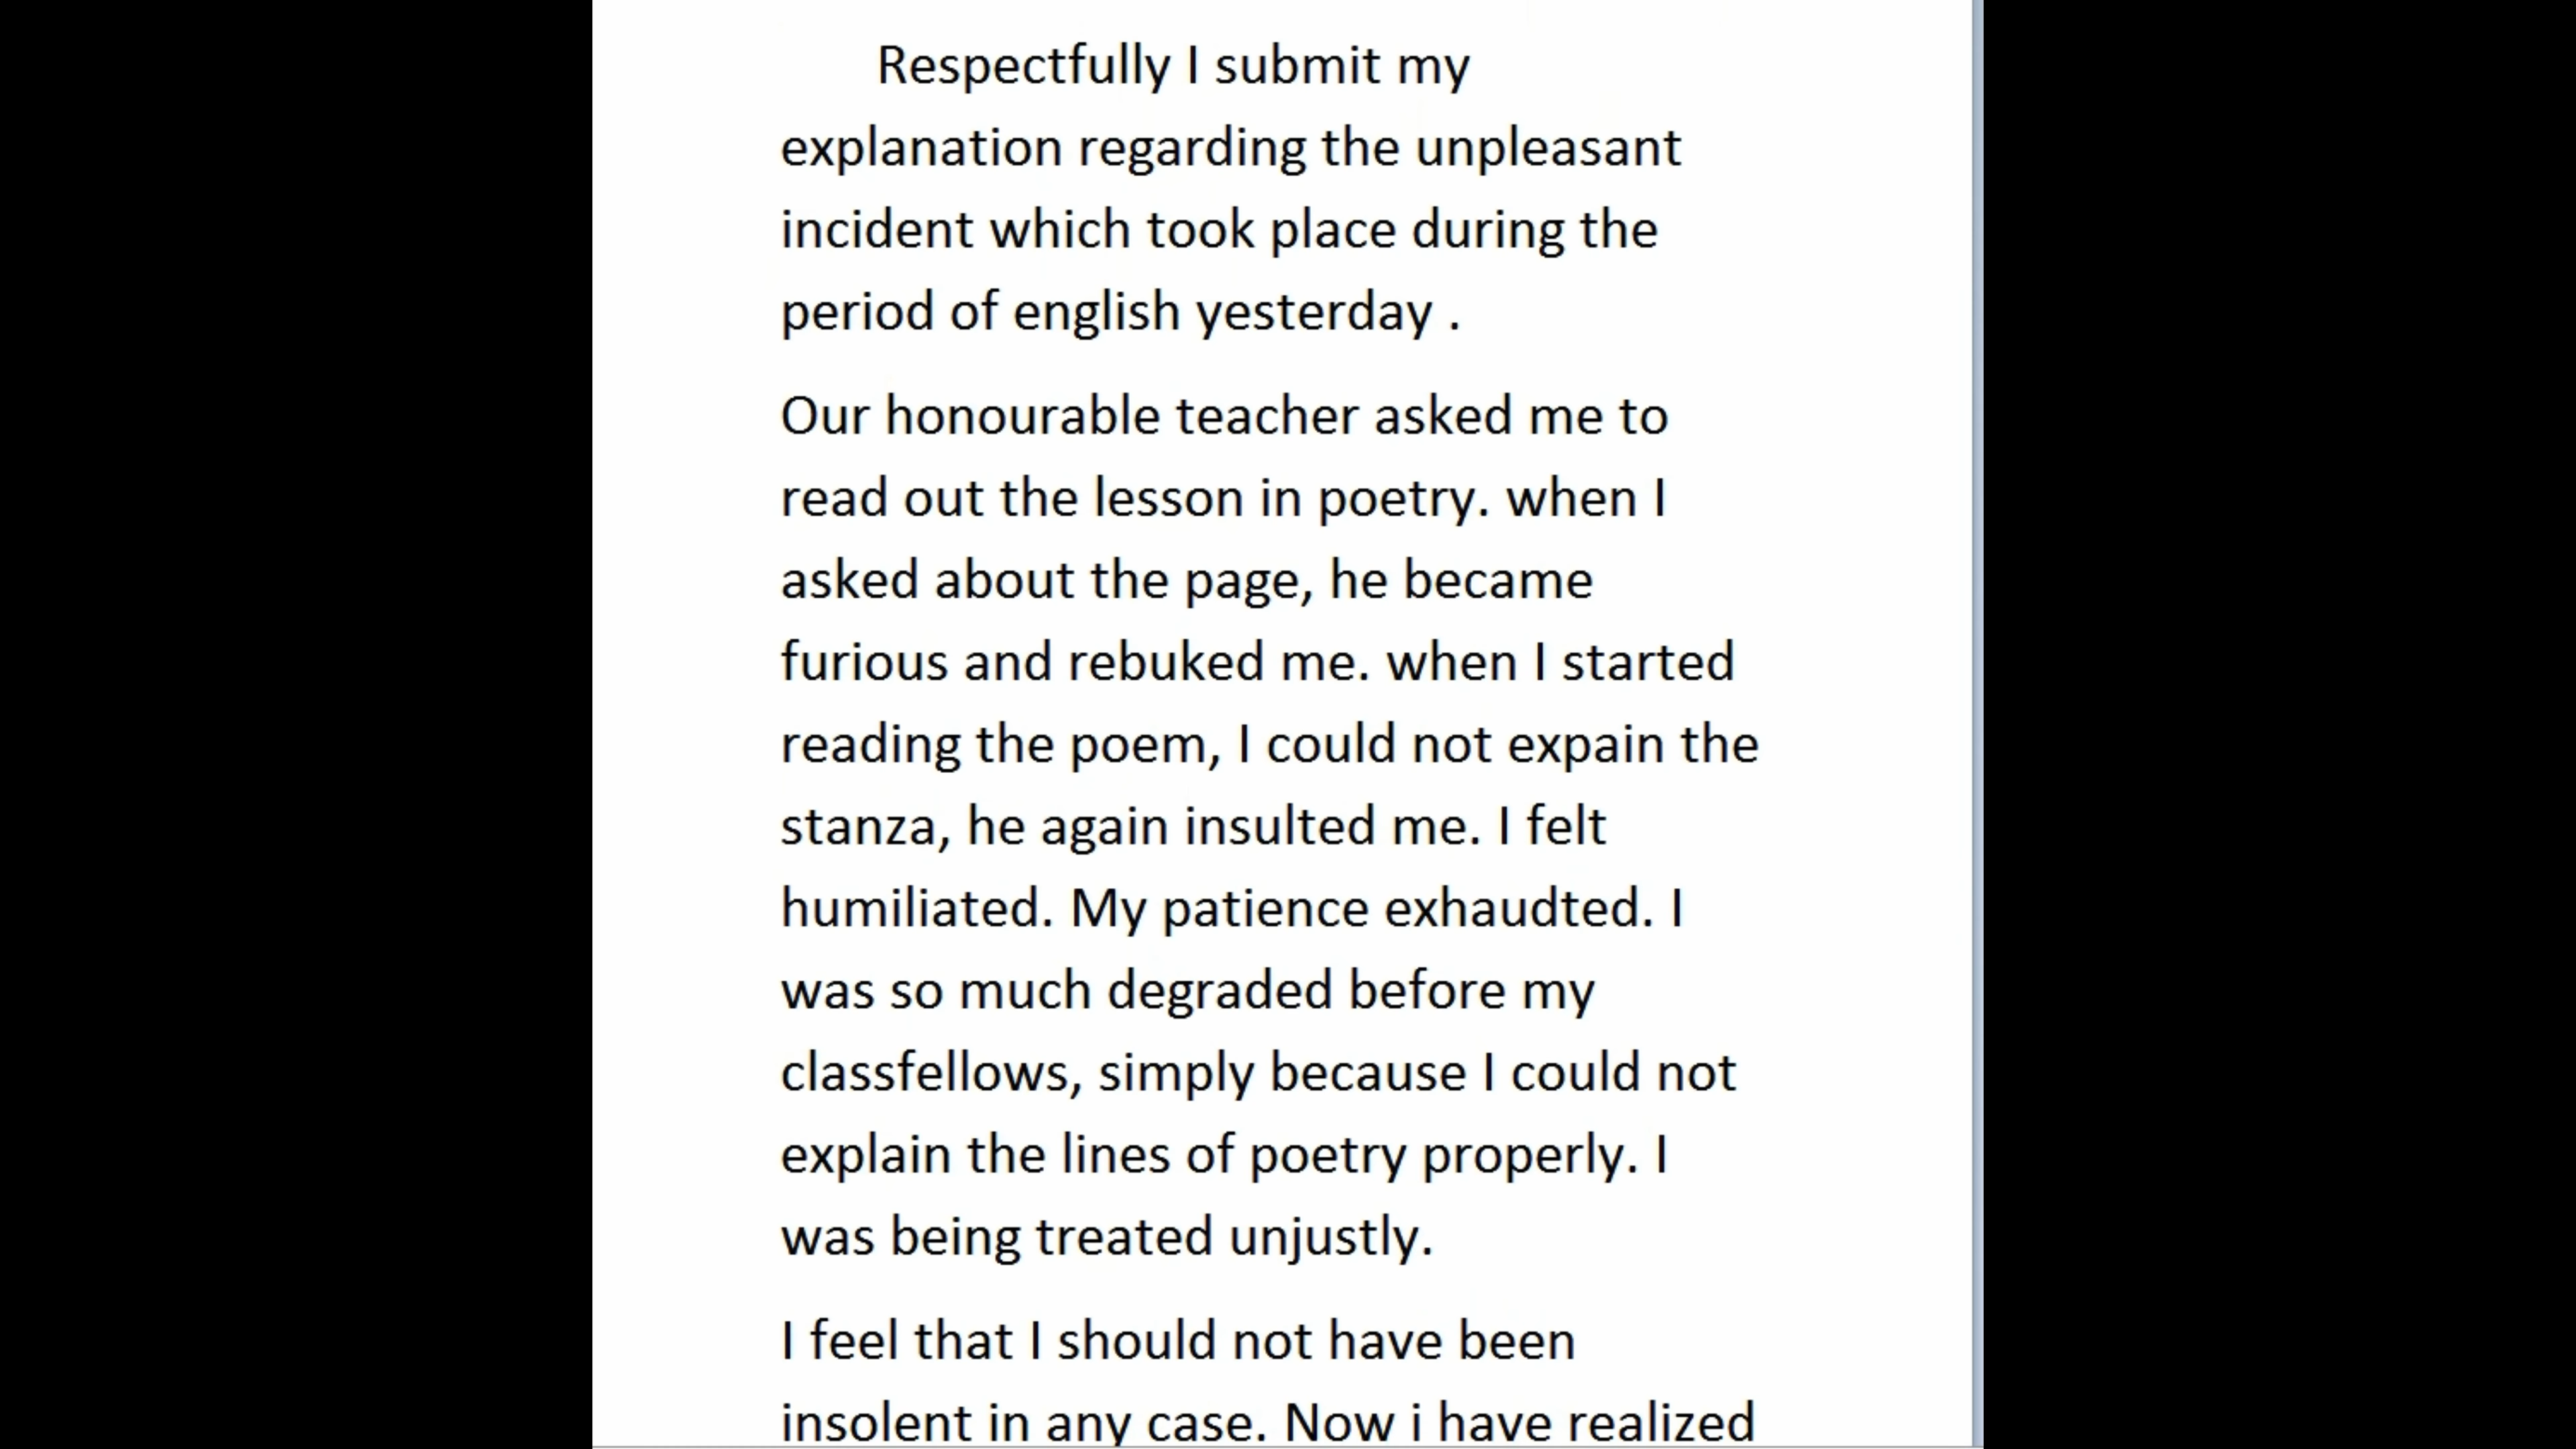 Respectfully I submit my
explanation regarding the unpleasant
incident which took place during the
period of english yesterday .
Our honourable teacher asked me to
read out the lesson in poetry. when I
asked about the page, he became
furious and rebuked me. when I started
reading the poem, I could not expain the
stanza, he again insulted me. I felt
humiliated. My patience exhaudted. I
was so much degraded before my
classfellows, simply because I could not
explain the lines of poetry properly. I
was being treated unjustly.
I feel that I should not have been
insolent in any case. Now i have realized